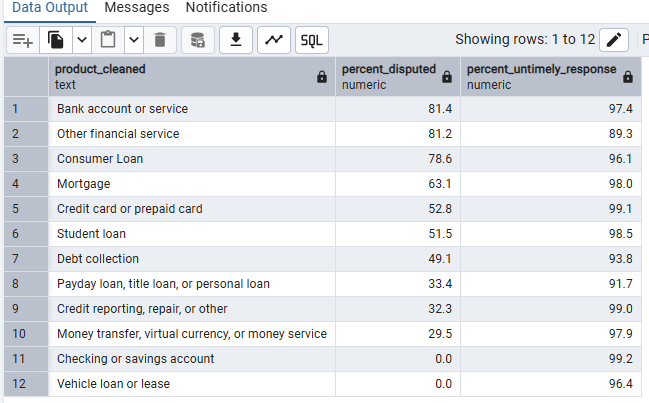 Data Output Messages Notifications
SQL Showing rows: 1 to 12 P
product_cleaned percent_disputed percent_untimely_response
text numeric numeric
1 Bank account or service 81.4 97.4
2 Other financial service 81.2 89.3
3 Consumer Loan 78.6 96.1
4 Mortgage 63.1 98.0
5 Credit card or prepaid card 52.8 99.1
6 Student loan 51.5 98.5
7 Debt collection 49.1 93.8
8 Payday loan, title loan, or personal loan 33.4 91.7
9 Credit reporting, repair, or other 32.3 99.0
10 Money transfer, virtual currency, or money service 29.5 97.9
11 Checking or savings account 0.0 99.2
12 Vehicle loan or lease 0.0 96.4